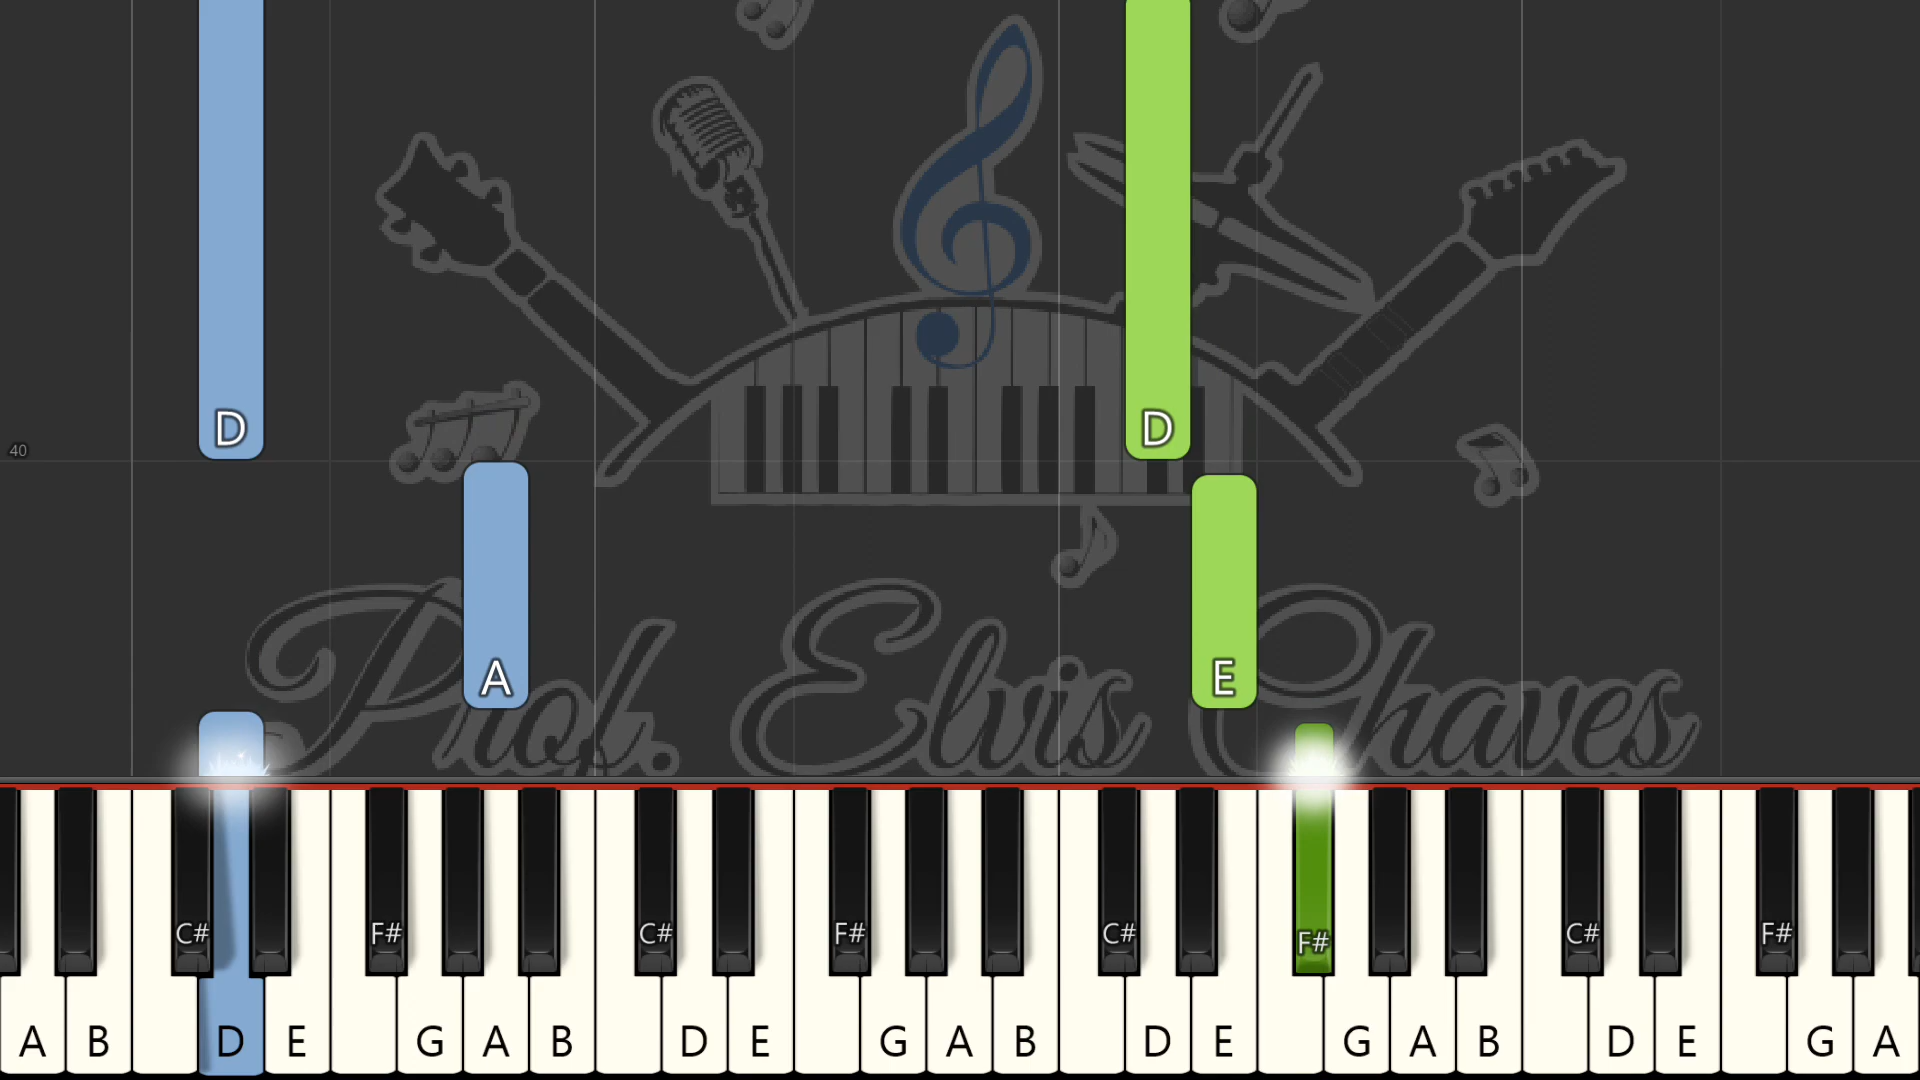 D D
40
A E
Prof. Elvis Chaves
C# F# C# F# C# F# C# F#
A B D E G A B D E G A B D E G A B D E G A